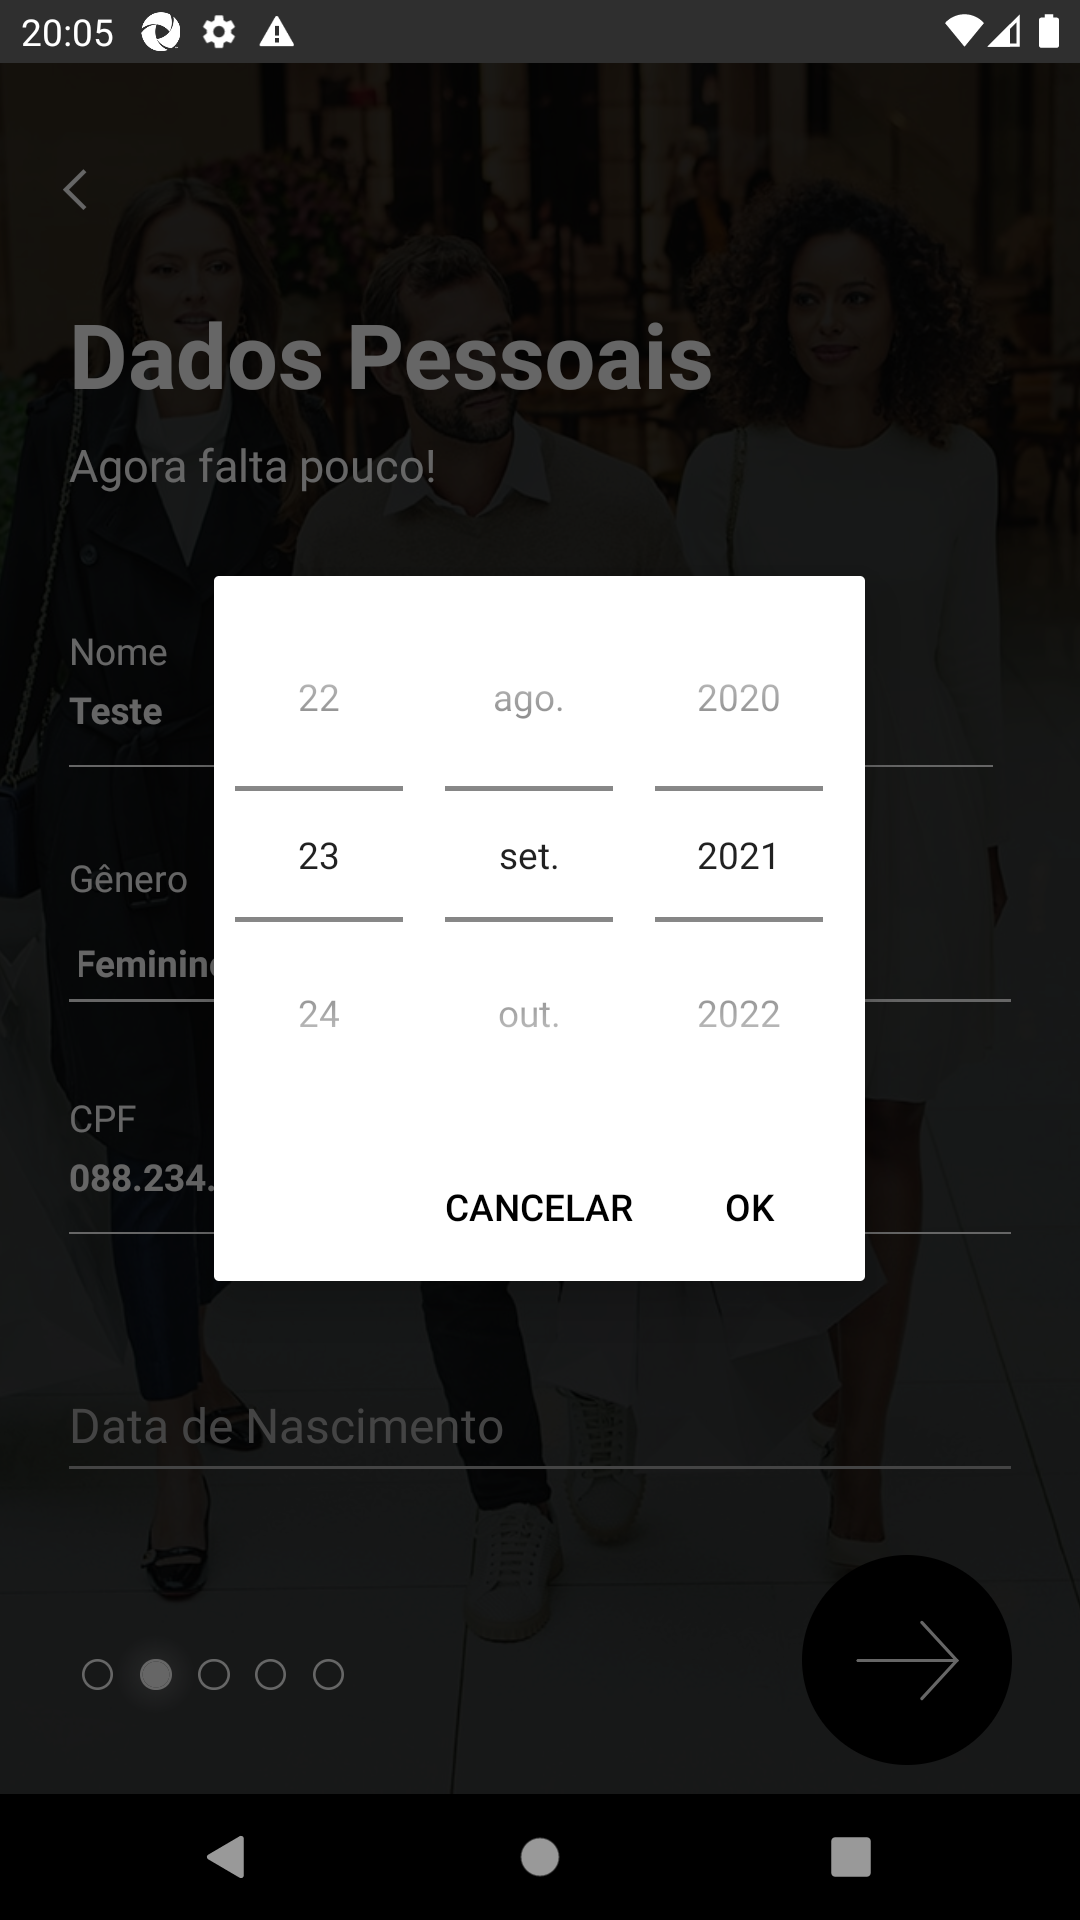 20:05
Dados Pessoais
Agora falta pouco!
Nome
Teste
Gênero
Feminino
CPF
088.234.
22 ago. 2020
23 set. 2021
24 out. 2022
CANCELAR OK
Data de Nascimento